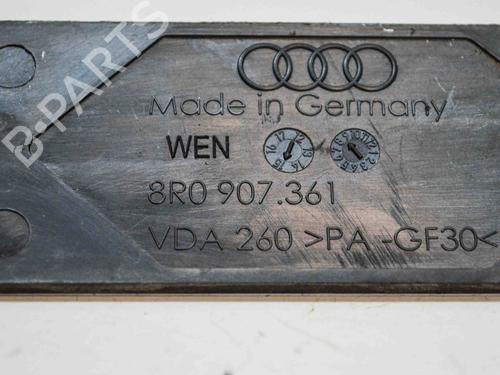 B-PARTS
Made in Germany
WEN
8R0 907.361
VDA 260 >PA -GF30<